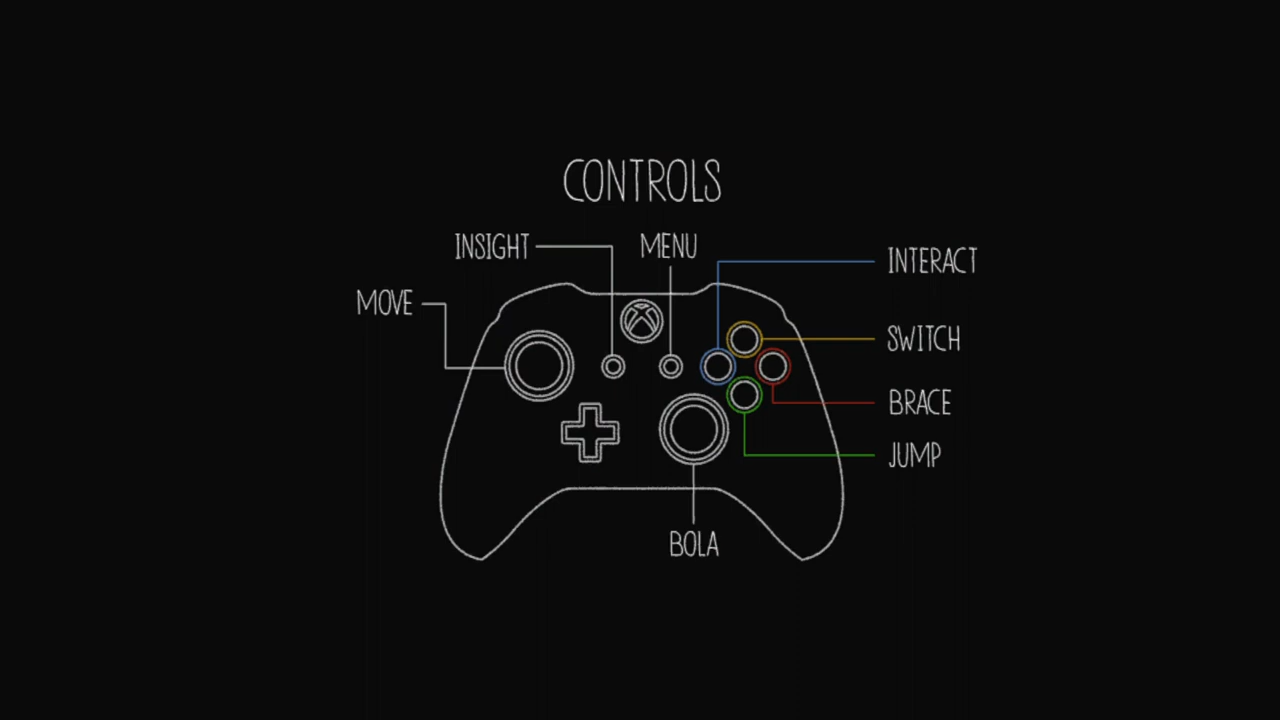 CONTROLS
INSIGHT
MENU
INTERACT
MOVE
SWITCH
BRACE
JUMP
BOLA